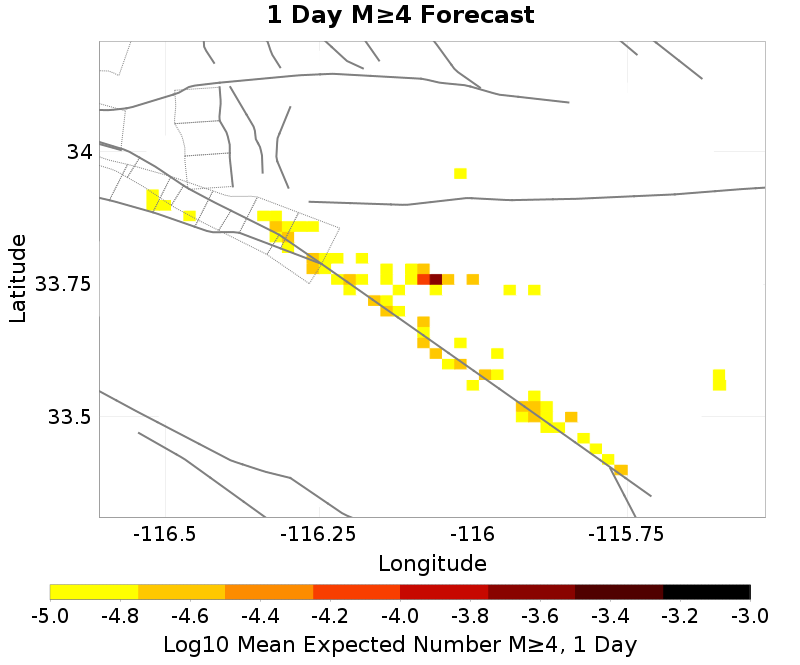 1 Day M≥4 Forecast
34
33.75
33.5
Latitude
-116.5 -116.25 -116 -115.75
Longitude
-5.0 -4.8 -4.6 -4.4 -4.2 -4.0 -3.8 -3.6 -3.4 -3.2 -3.0
Log10 Mean Expected Number M≥4, 1 Day